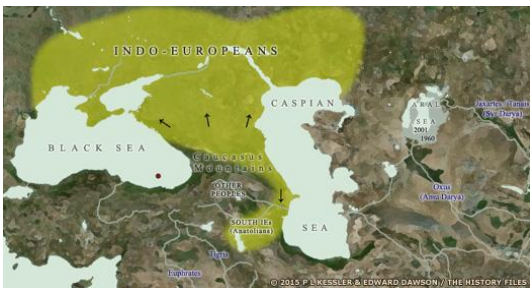 INDO-EUROPEANS
CASPIAN
ARAL
SEA
2001
1960
Jaxartes / Tanais
(Syr Darya)
BLACK SEA
Caucasus
Mountains
OTHER
PEOPLES
Oxus
(Amu Darya)
SOUTH IEs
(Anatolians)
SEA
Tigris
Euphrates
© 2015 P L KESSLER & EDWARD DAWSON / THE HISTORY FILES